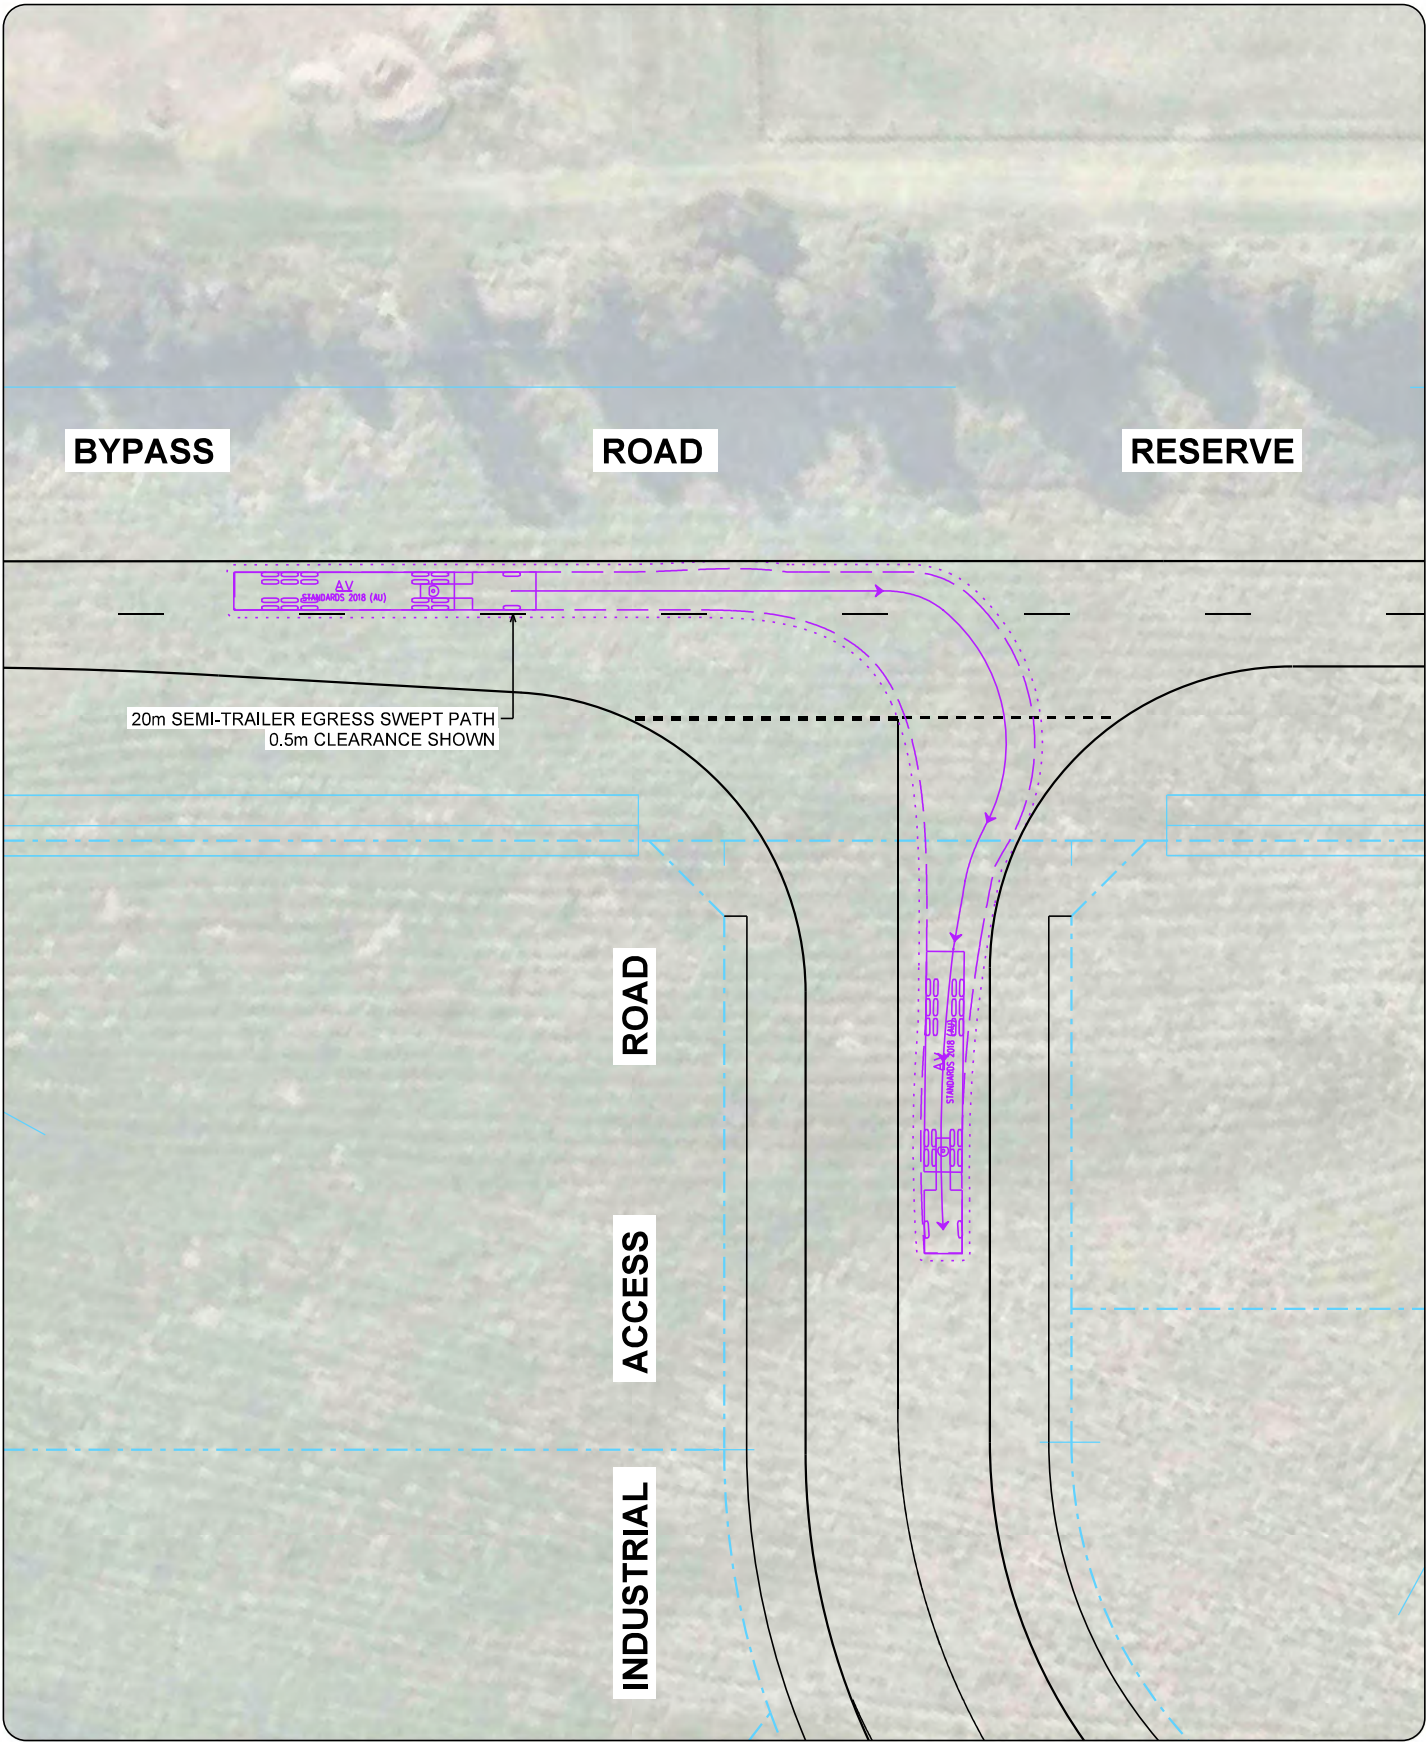 BYPASS ROAD RESERVE
AV
STANDARDS 2018 (AU)
20m SEMI-TRAILER EGRESS SWEPT PATH
0.5m CLEARANCE SHOWN
INDUSTRIAL ACCESS ROAD
AV
STANDARDS 2018 (AU)